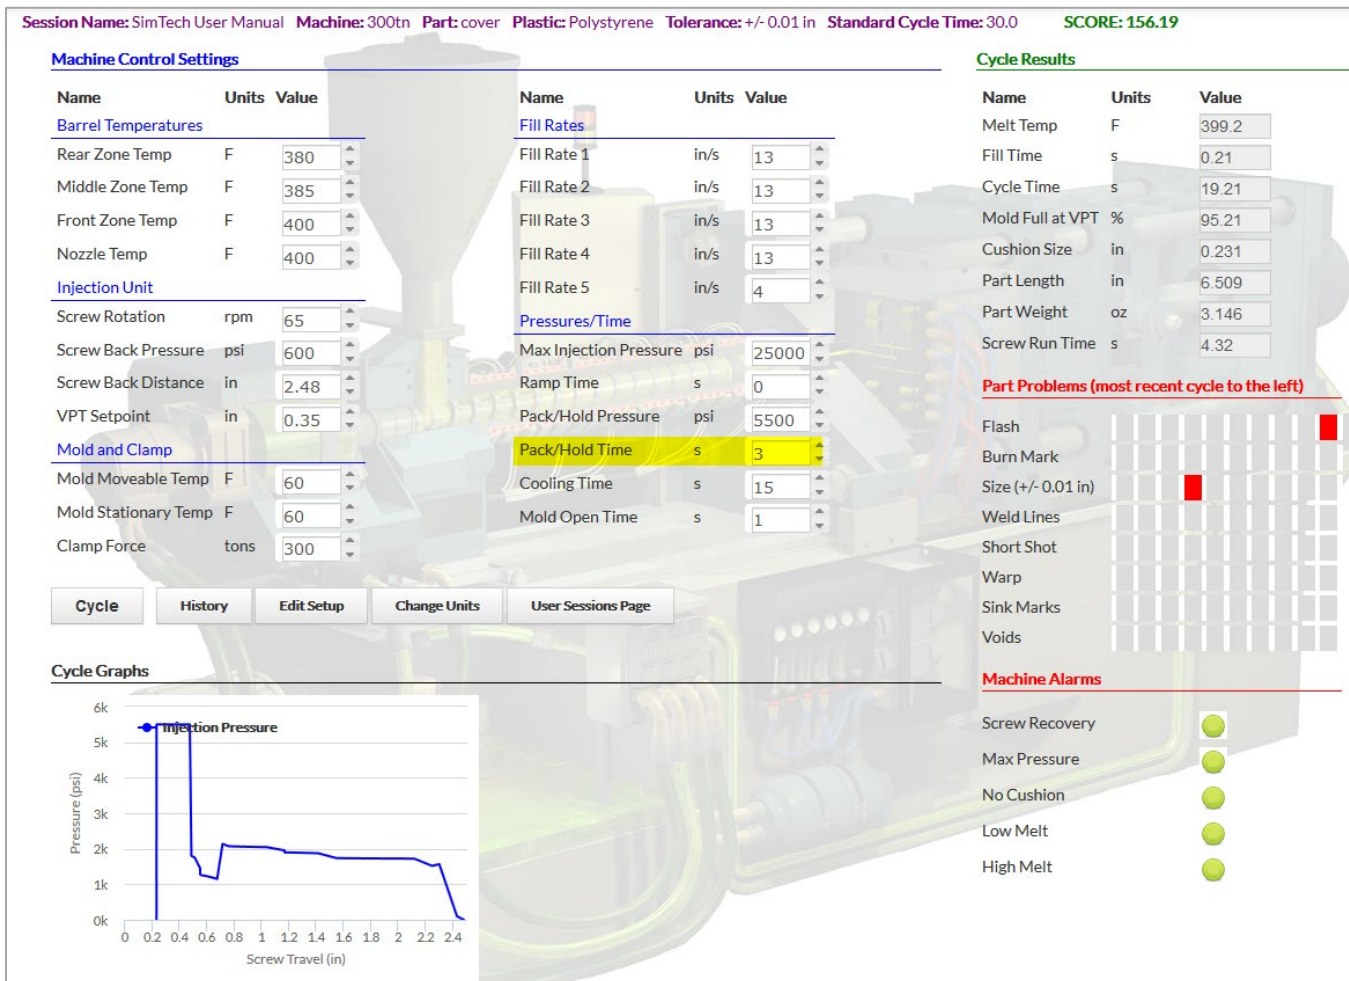 Session Name: SimTech User Manual Machine: 300tn Part: cover Plastic: Polystyrene Tolerance: +/- 0.01 in Standard Cycle Time: 30.0 SCORE: 156.19
Machine Control Settings
Name Units Value
Barrel Temperatures
Rear Zone Temp F 380
Middle Zone Temp F 385
Front Zone Temp F 400
Nozzle Temp F 400
Injection Unit
Screw Rotation rpm 65
Screw Back Pressure psi 600
Screw Back Distance in 2.48
VPT Setpoint in 0.35
Mold and Clamp
Mold Moveable Temp F 60
Mold Stationary Temp F 60
Clamp Force tons 300
Name Units Value
Fill Rates
Fill Rate 1 in/s 13
Fill Rate 2 in/s 13
Fill Rate 3 in/s 13
Fill Rate 4 in/s 13
Fill Rate 5 in/s 4
Pressures/Time
Max Injection Pressure psi 25000
Ramp Time s 0
Pack/Hold Pressure psi 5500
Pack/Hold Time s 3
Cooling Time s 15
Mold Open Time s 1
Cycle History Edit Setup Change Units User Sessions Page
Cycle Graphs
Injection Pressure
6k
5k
4k
3k
2k
1k
0k
Pressure (psi)
0 0.2 0.4 0.6 0.8 1 1.2 1.4 1.6 1.8 2 2.2 2.4
Screw Travel (in)
Cycle Results
Name Units Value
Melt Temp F 399.2
Fill Time s 0.21
Cycle Time s 19.21
Mold Full at VPT % 95.21
Cushion Size in 0.231
Part Length in 6.509
Part Weight oz 3.146
Screw Run Time s 4.32
Part Problems (most recent cycle to the left)
Flash
Burn Mark
Size (+/- 0.01 in)
Weld Lines
Short Shot
Warp
Sink Marks
Voids
Machine Alarms
Screw Recovery
Max Pressure
No Cushion
Low Melt
High Melt